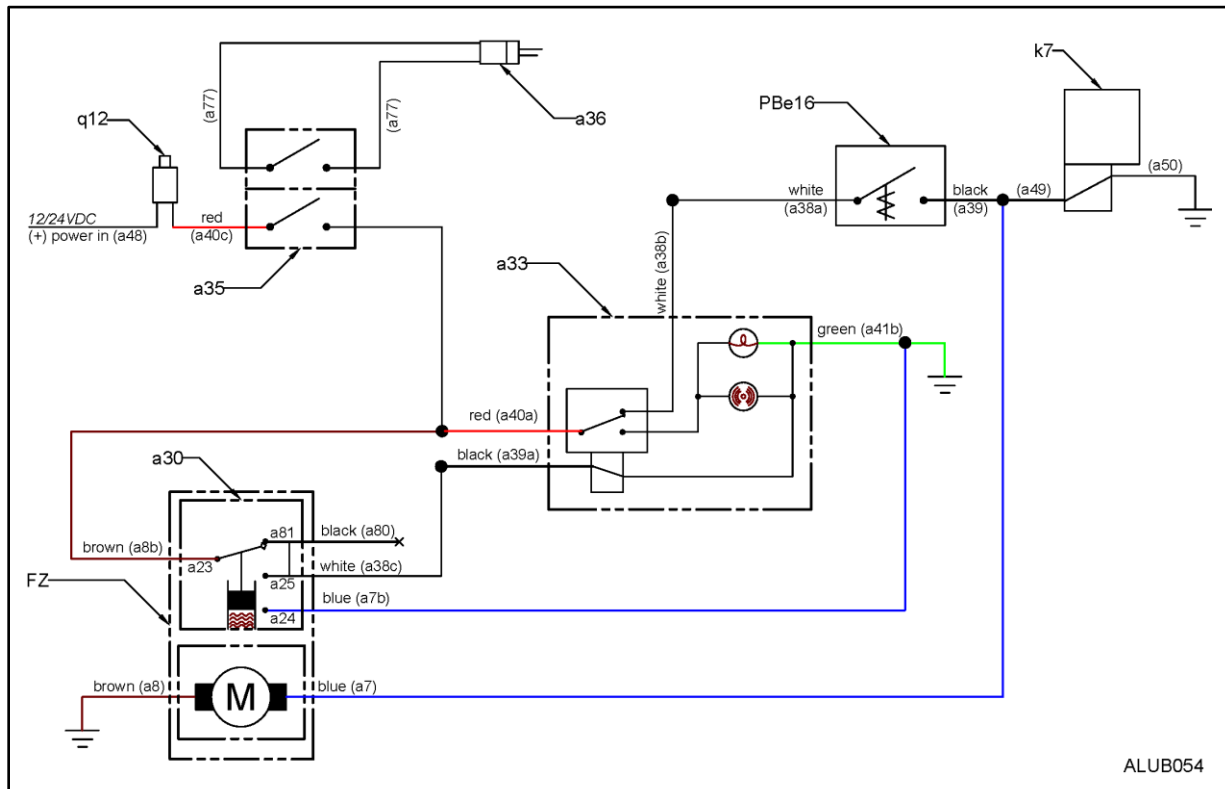 k7
q12
a36
PBe16
(a77)
(a77)
12/24VDC
(+) power in (a48)
red
(a40c)
white
(a38a)
black
(a39)
(a49)
(a50)
a35
a33
white (a38b)
green (a41b)
red (a40a)
black (a39a)
a30
a81
black (a80)
brown (a8b)
a23
white (a38c)
a25
FZ
blue (a7b)
a24
brown (a8)
M
blue (a7)
ALUB054